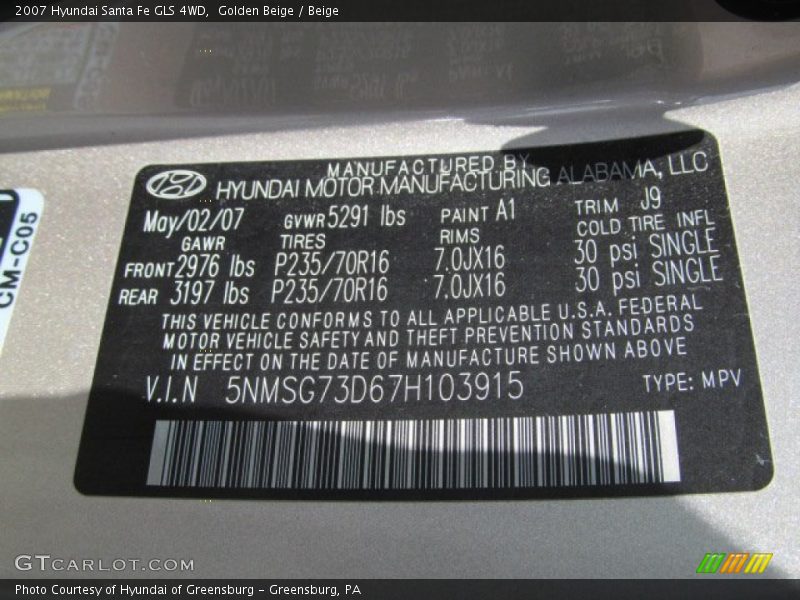 2007 Hyundai Santa Fe GLS 4WD, Golden Beige / Beige
MANUFACTURED BY
HYUNDAI MOTOR MANUFACTURING ALABAMA, LLC
May/02/07 GVWR 5291 lbs PAINT A1 TRIM J9
GAWR TIRES RIMS COLD TIRE INFL
FRONT 2976 lbs P235/70R16 7.0JX16 30 psi SINGLE
REAR 3197 lbs P235/70R16 7.0JX16 30 psi SINGLE
THIS VEHICLE CONFORMS TO ALL APPLICABLE U.S.A. FEDERAL
MOTOR VEHICLE SAFETY AND THEFT PREVENTION STANDARDS
IN EFFECT ON THE DATE OF MANUFACTURE SHOWN ABOVE
V.I.N 5NMSG73D67H103915 TYPE: MPV
CM-C05
GTCARLOT.COM
Photo Courtesy of Hyundai of Greensburg - Greensburg, PA